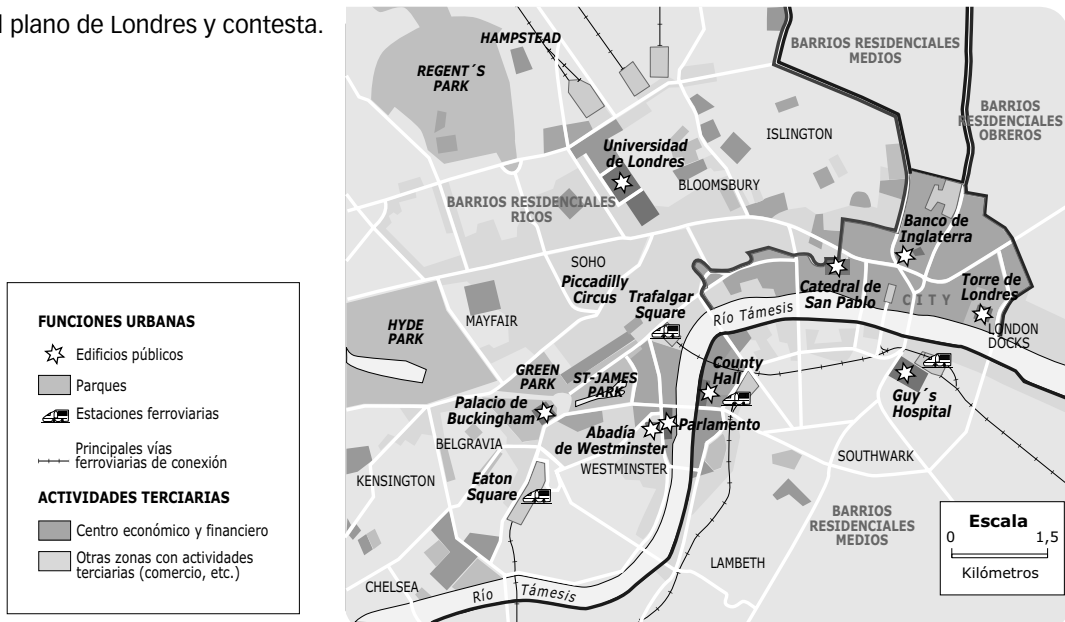 l plano de Londres y contesta.
FUNCIONES URBANAS
Edificios públicos
Parques
Estaciones ferroviarias
Principales vías
ferroviarias de conexión
ACTIVIDADES TERCIARIAS
Centro económico y financiero
Otras zonas con actividades
terciarias (comercio, etc.)
HAMPSTEAD
REGENT´S
PARK
BARRIOS RESIDENCIALES
MEDIOS
BARRIOS
RESIDENCIALES
OBREROS
ISLINGTON
Universidad
de Londres
BLOOMSBURY
BARRIOS RESIDENCIALES
RICOS
Banco de
Inglaterra
SOHO
Piccadilly
Circus
Trafalgar
Square
Catedral de
San Pablo
CITY
Torre de
Londres
LONDON
DOCKS
Río Támesis
HYDE
PARK
MAYFAIR
GREEN
PARK
ST-JAMES
PARK
County
Hall
Guy´s
Hospital
Palacio de
Buckingham
Abadía
de Westminster
Parlamento
BELGRAVIA
WESTMINSTER
KENSINGTON
Eaton
Square
SOUTHWARK
BARRIOS
RESIDENCIALES
MEDIOS
LAMBETH
CHELSEA
Río Támesis
Escala
0 1,5
Kilómetros